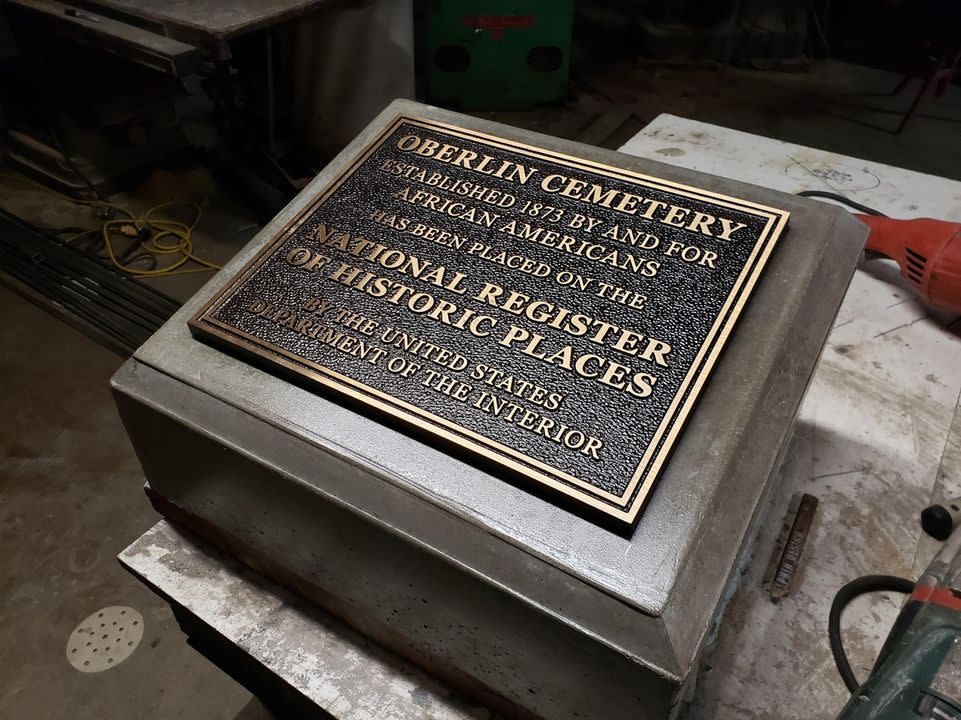 OBERLIN CEMETERY
ESTABLISHED 1873 BY AND FOR
AFRICAN AMERICANS
HAS BEEN PLACED ON THE
NATIONAL REGISTER
OF HISTORIC PLACES
BY THE UNITED STATES
DEPARTMENT OF THE INTERIOR